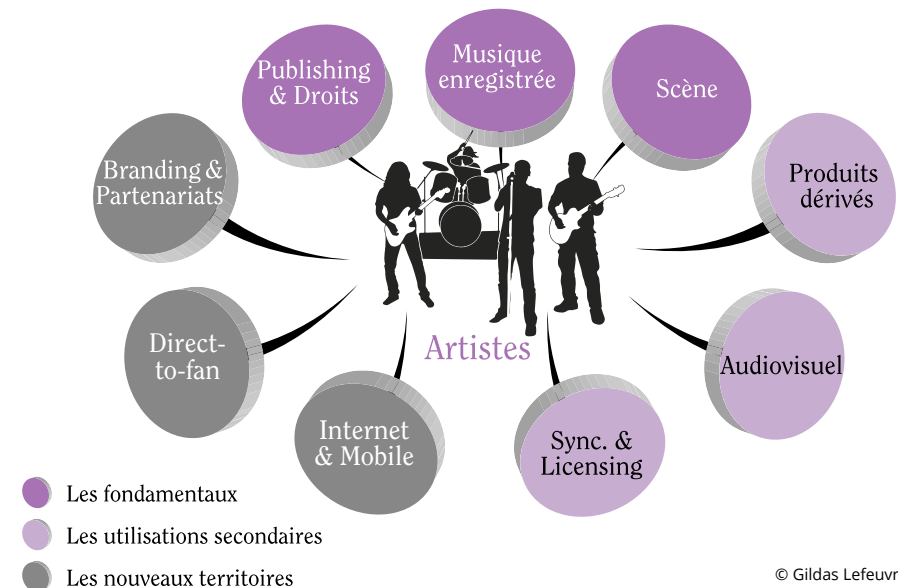 Musique
enregistrée
Publishing
& Droits
Scène
Branding &
Partenariats
Produits
dérivés
Direct-
to-fan
Artistes
Audiovisuel
Internet
& Mobile
Sync. &
Licensing
Les fondamentaux
Les utilisations secondaires
Les nouveaux territoires
© Gildas Lefeuvr